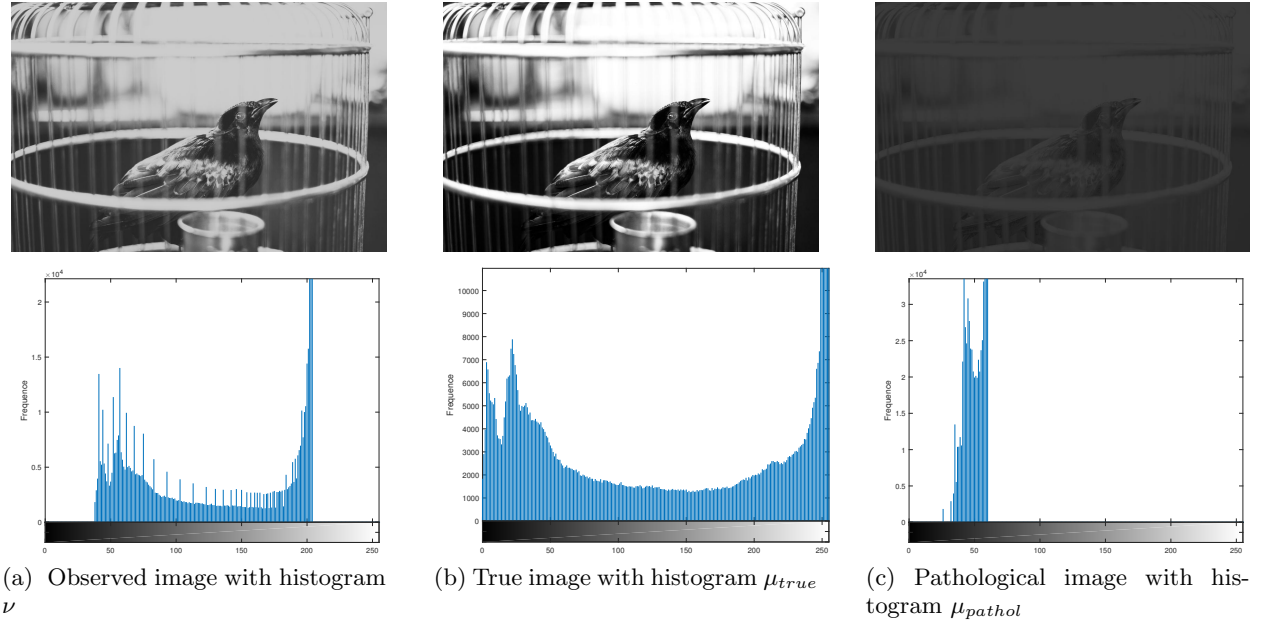 ×10⁴
2
1.5
1
0.5
0
Frequence
0 50 100 150 200 250
10000
9000
8000
7000
6000
5000
4000
3000
2000
1000
0
Frequence
0 50 100 150 200 250
×10⁴
3
2.5
2
1.5
1
0.5
0
Frequence
0 50 100 150 200 250
(a) Observed image with histogram
ν
(b) True image with histogram μ_true
(c) Pathological image with his-
togram μ_pathol